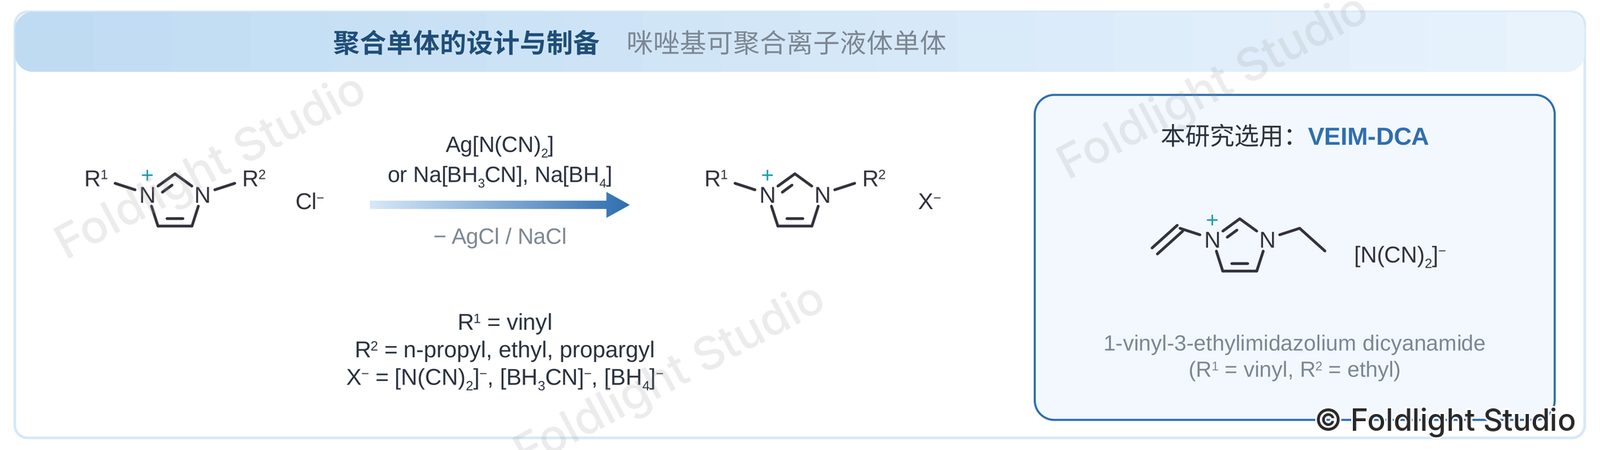 聚合单体的设计与制备 咪唑基可聚合离子液体单体
R¹ N + N R² Cl⁻
Ag[N(CN)₂]
or Na[BH₃CN], Na[BH₄]
− AgCl / NaCl
R¹ N + N R² X⁻
R¹ = vinyl
R² = n-propyl, ethyl, propargyl
X⁻ = [N(CN)₂]⁻, [BH₃CN]⁻, [BH₄]⁻
本研究选用：VEIM-DCA
N + N [N(CN)₂]⁻
1-vinyl-3-ethylimidazolium dicyanamide
(R¹ = vinyl, R² = ethyl)
Foldlight Studio
Foldlight Studio
Foldlight Studio
Foldlight Studio
© Foldlight Studio